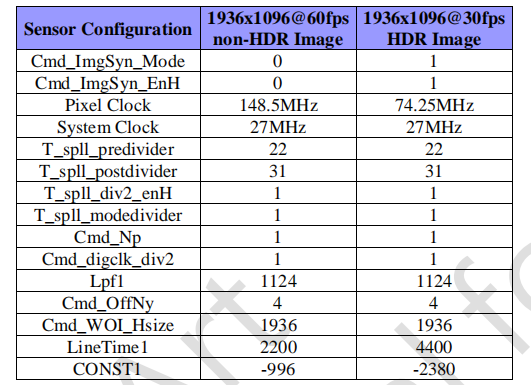 Sensor Configuration 1936x1096@60fps non-HDR Image 1936x1096@30fps HDR Image
Cmd_ImgSyn_Mode 0 1
Cmd_ImgSyn_EnH 0 1
Pixel Clock 148.5MHz 74.25MHz
System Clock 27MHz 27MHz
T_spll_predivider 22 22
T_spll_postdivider 31 31
T_spll_div2_enH 1 1
T_spll_modedivider 1 1
Cmd_Np 1 1
Cmd_digclk_div2 1 1
Lpf1 1124 1124
Cmd_OffNy 4 4
Cmd_WOI_Hsize 1936 1936
LineTime1 2200 4400
CONST1 -996 -2380